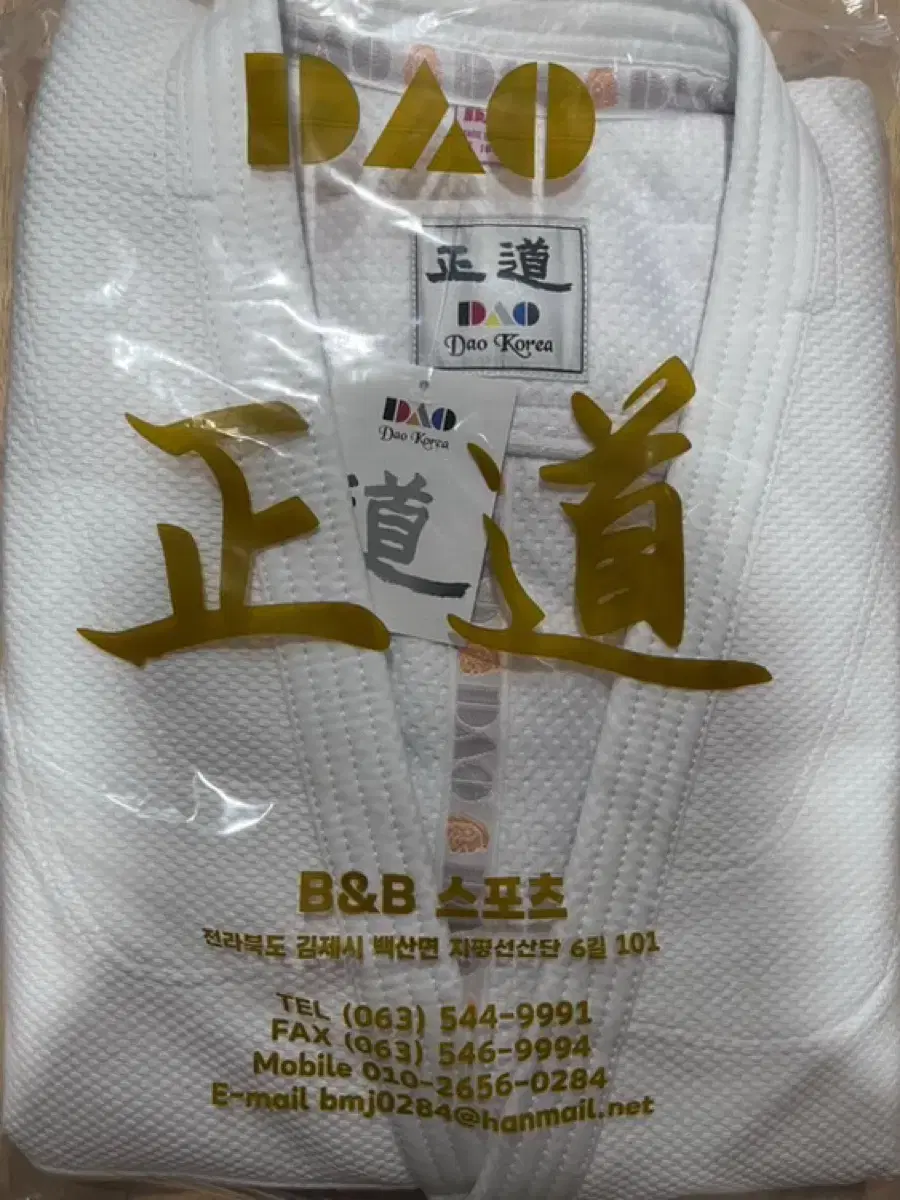 DAO
正道
DAO
Dao Korea
DAO
Dao Korea
道
正道
DAO
B&B 스포츠
전라북도 김제시 백산면 지평선산단 6길 101
TEL (063) 544-9991
FAX (063) 546-9994
Mobile 010-2656-0284
E-mail bmj0284@hanmail.net